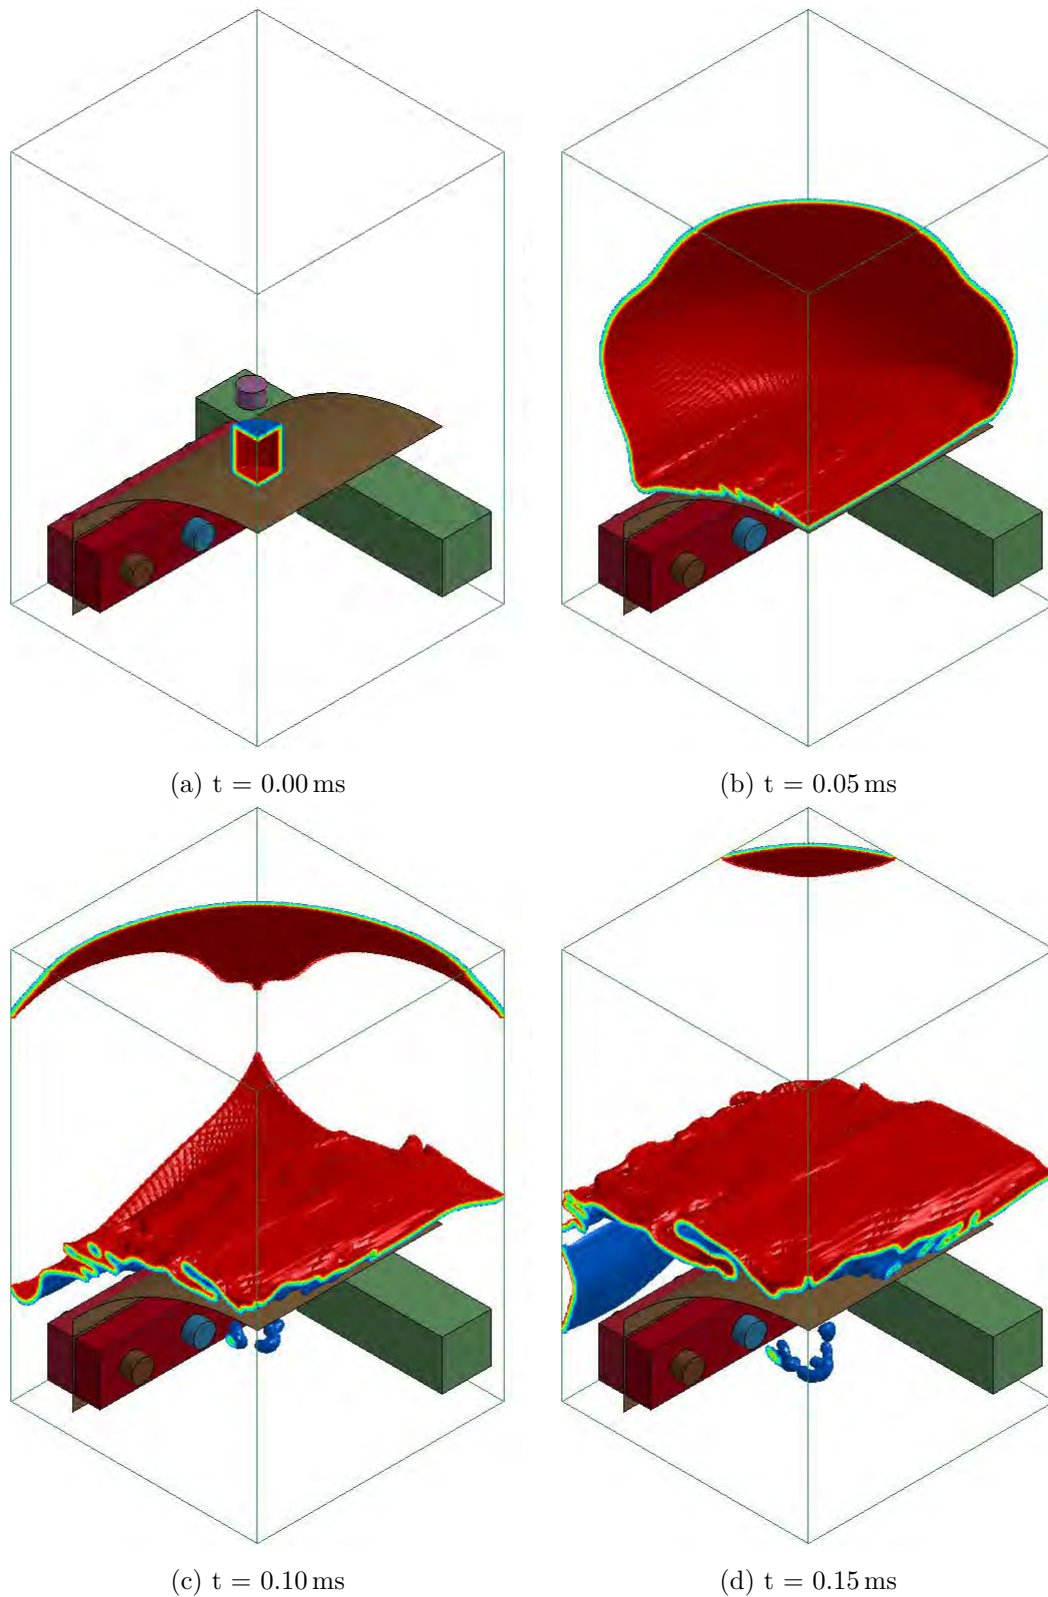 (a) t = 0.00 ms
(b) t = 0.05 ms
(c) t = 0.10 ms
(d) t = 0.15 ms